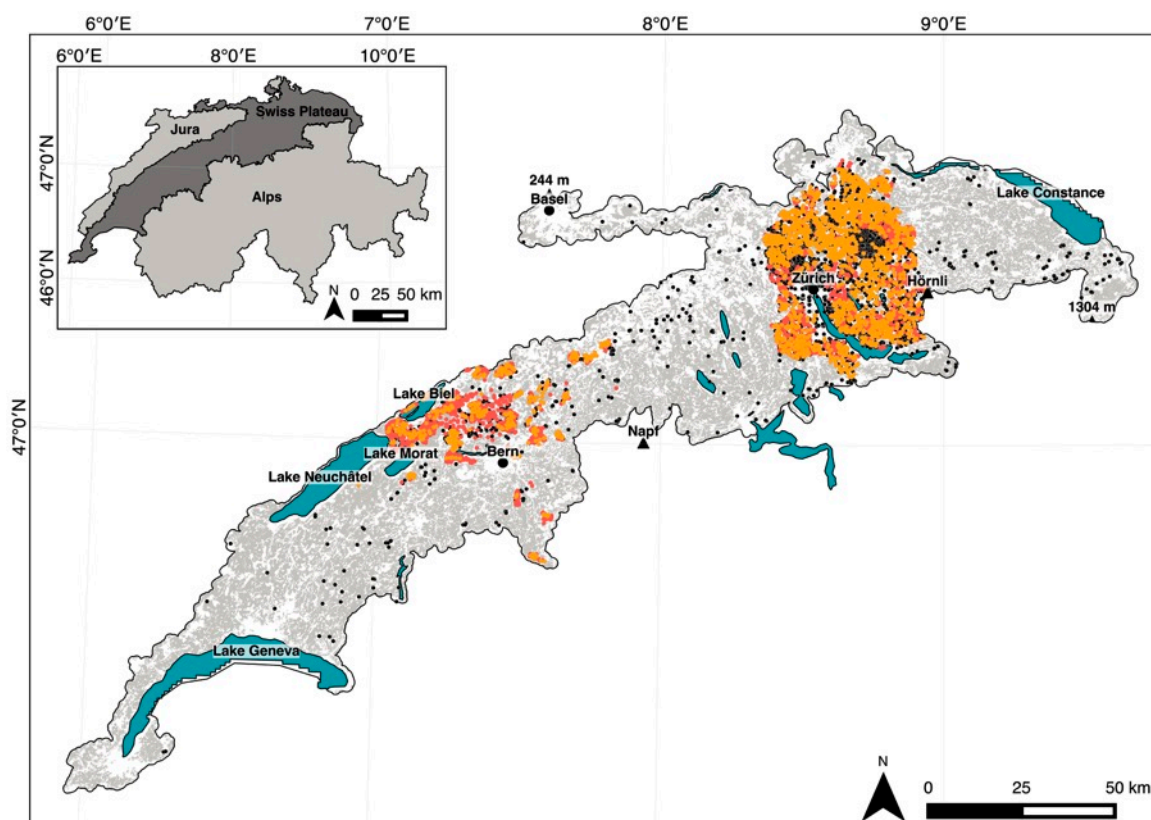 6°0′E 7°0′E 8°0′E 9°0′E
6°0′E 8°0′E 10°0′E
Swiss Plateau
Jura
47°0′N
Alps
46°0′N
N
0 25 50 km
244 m
Basel
Lake Constance
Zürich
Hörnli
1304 m
Lake Biel
47°0′N
Napf
Lake Morat
Bern
Lake Neuchâtel
Lake Geneva
N
0 25 50 km